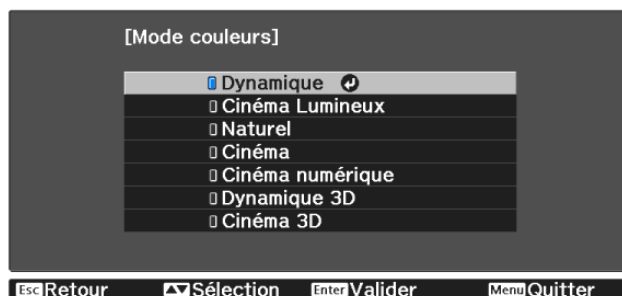 [Mode couleurs]
Dynamique
Cinéma Lumineux
Naturel
Cinéma
Cinéma numérique
Dynamique 3D
Cinéma 3D
Esc Retour Sélection Enter Valider Menu Quitter